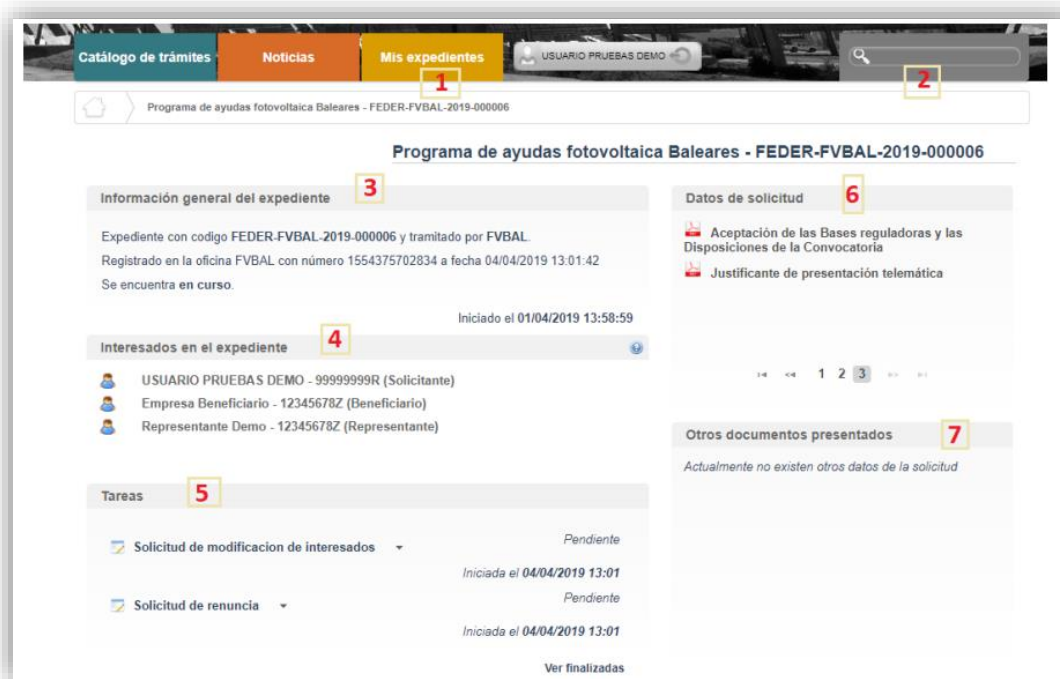 Catálogo de trámites
Noticias
Mis expedientes
USUARIO PRUEBAS DEMO
1
2
Programa de ayudas fotovoltaica Baleares - FEDER-FVBAL-2019-000006
Programa de ayudas fotovoltaica Baleares - FEDER-FVBAL-2019-000006
Información general del expediente
3
Expediente con codigo FEDER-FVBAL-2019-000006 y tramitado por FVBAL.
Registrado en la oficina FVBAL con número 1554375702834 a fecha 04/04/2019 13:01:42
Se encuentra en curso.
Iniciado el 01/04/2019 13:58:59
Interesados en el expediente
4
USUARIO PRUEBAS DEMO - 99999999R (Solicitante)
Empresa Beneficiario - 12345678Z (Beneficiario)
Representante Demo - 12345678Z (Representante)
Tareas
5
Solicitud de modificacion de interesados
Pendiente
Iniciada el 04/04/2019 13:01
Solicitud de renuncia
Pendiente
Iniciada el 04/04/2019 13:01
Ver finalizadas
Datos de solicitud
6
Aceptación de las Bases reguladoras y las
Disposiciones de la Convocatoria
Justificante de presentación telemática
1 2 3
Otros documentos presentados
7
Actualmente no existen otros datos de la solicitud